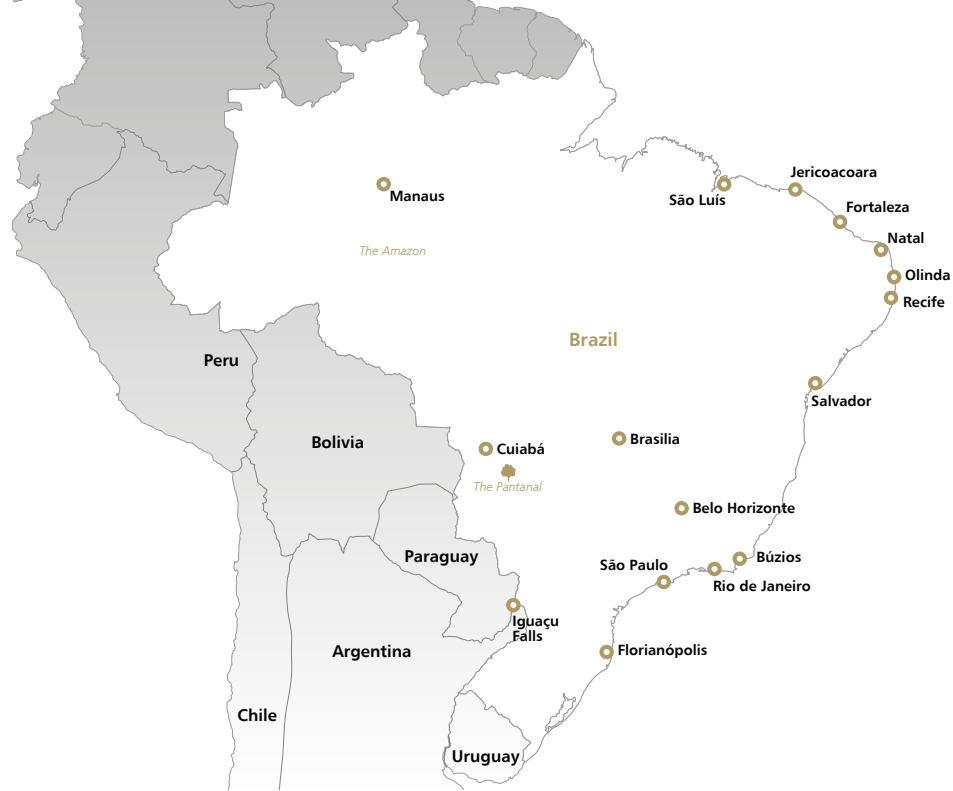 Jericoacoara
Manaus
São Luís
Fortaleza
Natal
The Amazon
Olinda
Recife
Brazil
Peru
Salvador
Bolivia
Brasilia
Cuiabá
The Pantanal
Belo Horizonte
Paraguay
Búzios
São Paulo
Rio de Janeiro
Iguaçu
Falls
Argentina
Florianópolis
Chile
Uruguay